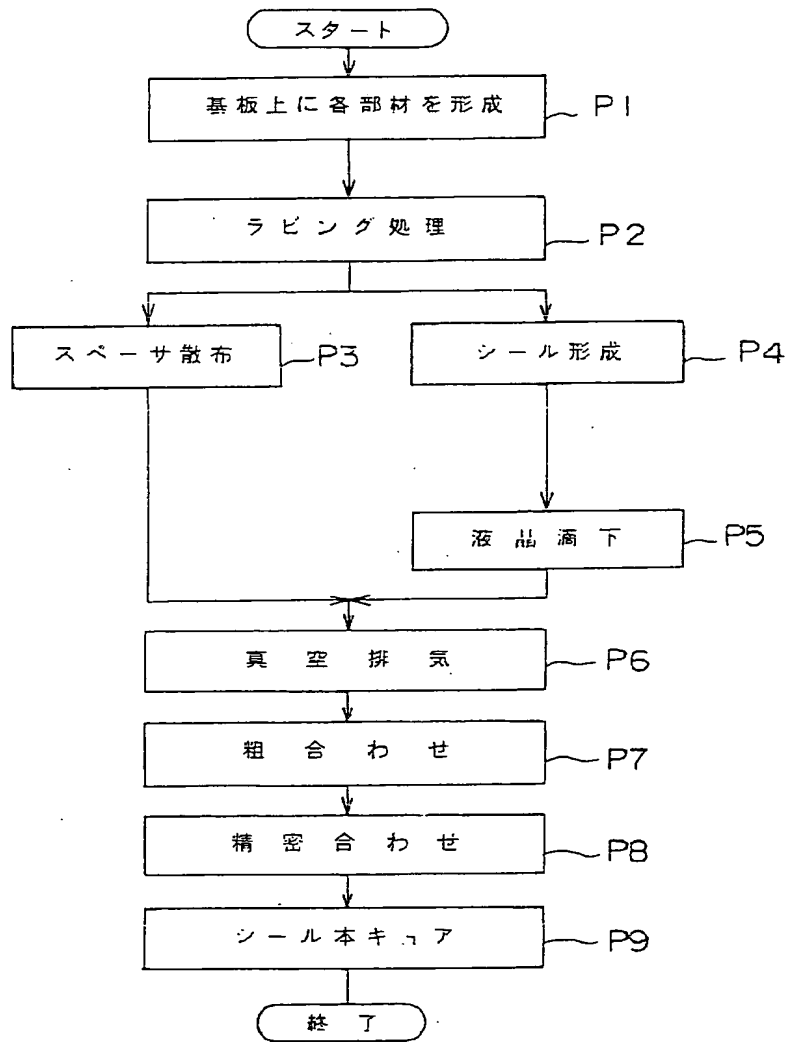 スタート
基板上に各部材を形成
P1
ラビング処理
P2
スペーサ散布
P3
シール形成
P4
液晶滴下
P5
真空排気
P6
粗合わせ
P7
精密合わせ
P8
シール本キュア
P9
終了